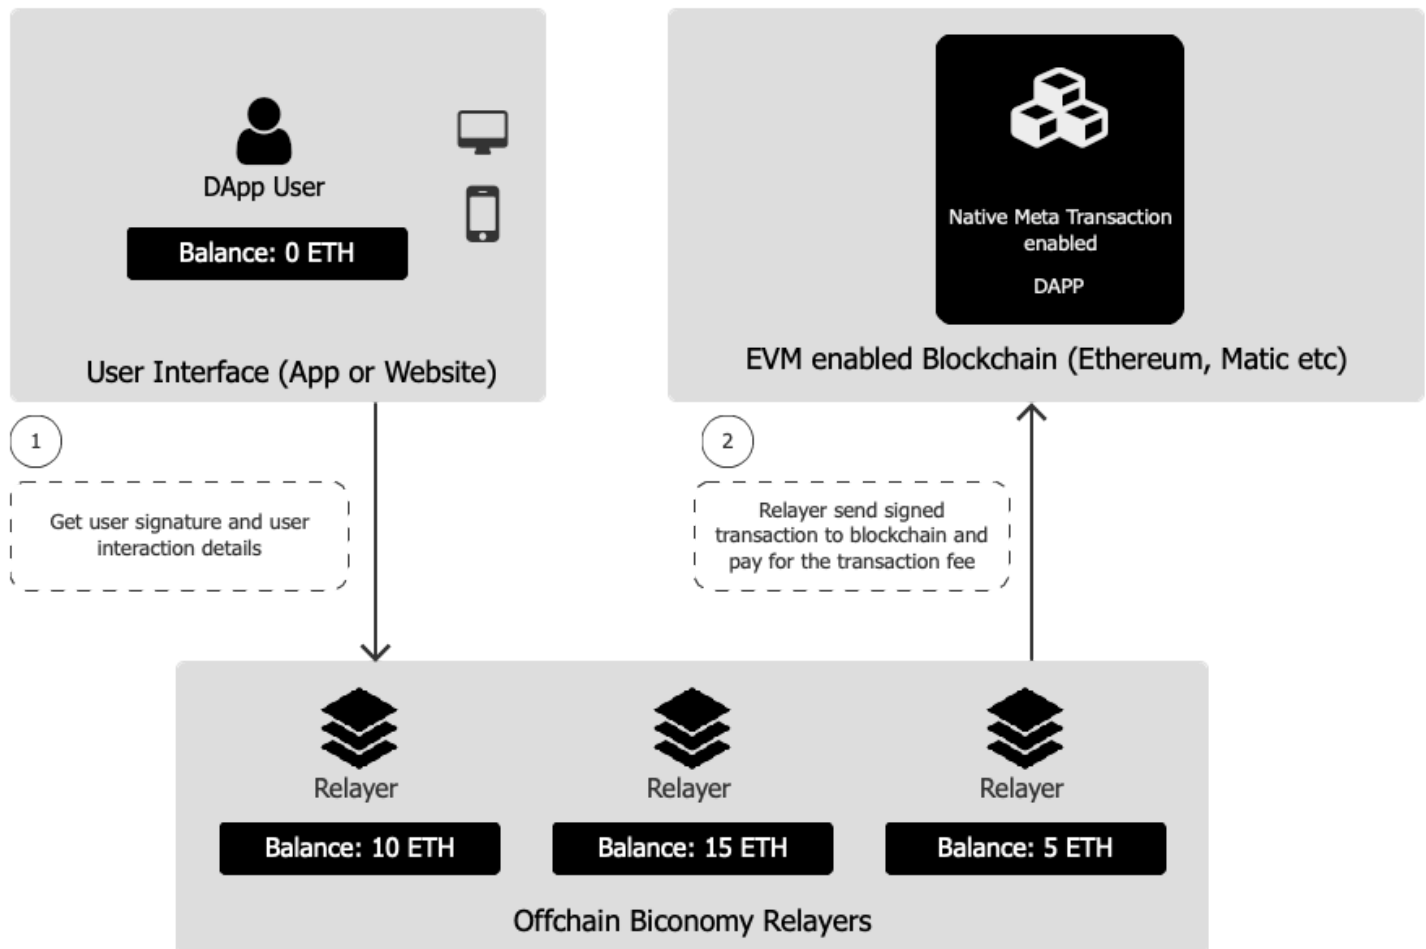 DApp User
Balance: 0 ETH
User Interface (App or Website)
Native Meta Transaction
enabled
DAPP
EVM enabled Blockchain (Ethereum, Matic etc)
1
Get user signature and user
interaction details
2
Relayer send signed
transaction to blockchain and
pay for the transaction fee
Relayer
Balance: 10 ETH
Relayer
Balance: 15 ETH
Relayer
Balance: 5 ETH
Offchain Biconomy Relayers